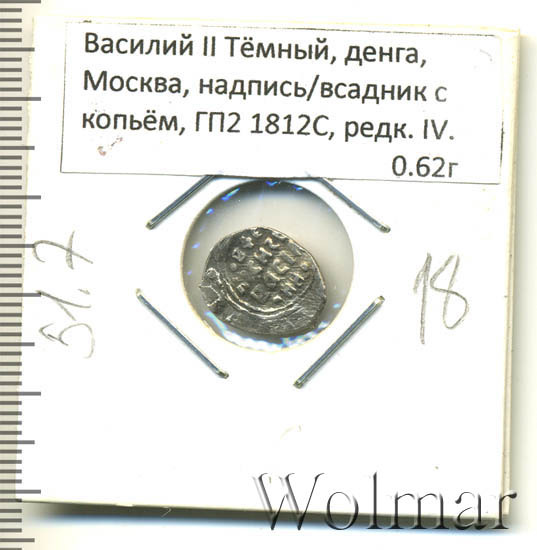 Василий II Тёмный, денга,
Москва, надпись/всадник с
копьём, ГП2 1812С, редк. IV.
0.62г
51.7
18
Wolmar